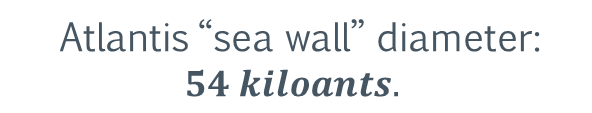 Atlantis “sea wall” diameter:
54 kiloants.